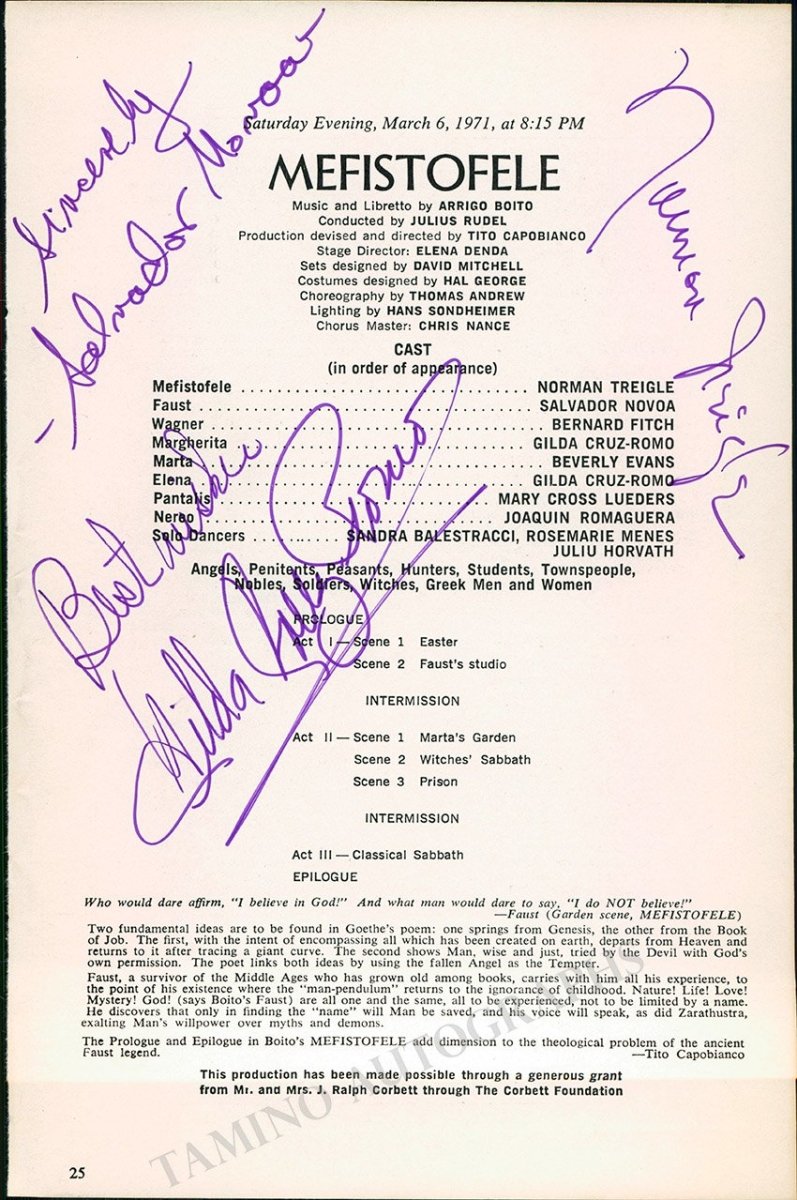 Saturday Evening, March 6, 1971, at 8:15 PM
MEFISTOFELE
Music and Libretto by ARRIGO BOITO
Conducted by JULIUS RUDEL
Production devised and directed by TITO CAPOBIANCO
Stage Director: ELENA DENDA
Sets designed by DAVID MITCHELL
Costumes designed by HAL GEORGE
Choreography by THOMAS ANDREW
Lighting by HANS SONDHEIMER
Chorus Master: CHRIS NANCE
CAST
(in order of appearance)
Mefistofele NORMAN TREIGLE
Faust SALVADOR NOVOA
Wagner BERNARD FITCH
Margherita GILDA CRUZ-ROMO
Marta BEVERLY EVANS
Elena GILDA CRUZ-ROMO
Pantalis MARY CROSS LUEDERS
Nereo JOAQUIN ROMAGUERA
Solo Dancers SANDRA BALESTRACCI, ROSEMARIE MENES
JULIU HORVATH
Angels, Penitents, Peasants, Hunters, Students, Townspeople,
Nobles, Soldiers, Witches, Greek Men and Women
PROLOGUE
Act I — Scene 1 Easter
Scene 2 Faust's studio
INTERMISSION
Act II — Scene 1 Marta's Garden
Scene 2 Witches' Sabbath
Scene 3 Prison
INTERMISSION
Act III — Classical Sabbath
EPILOGUE
Who would dare affirm, "I believe in God!" And what man would dare to say, "I do NOT believe!"
—Faust (Garden scene, MEFISTOFELE)
Two fundamental ideas are to be found in Goethe's poem: one springs from Genesis, the other from the Book
of Job. The first, with the intent of encompassing all which has been created on earth, departs from Heaven and
returns to it after tracing a giant curve. The second shows Man, wise and just, tried by the Devil with God's
own permission. The poet links both ideas by using the fallen Angel as the Tempter.
Faust, a survivor of the Middle Ages who has grown old among books, carries with him all his experience, to
the point of his existence where the "man-pendulum" returns to the ignorance of childhood. Nature! Life! Love!
Mystery! God! (says Boito's Faust) are all one and the same, all to be experienced, not to be limited by a name.
He discovers that only in finding the "name" will Man be saved, and his voice will speak, as did Zarathustra,
exalting Man's willpower over myths and demons.
The Prologue and Epilogue in Boito's MEFISTOFELE add dimension to the theological problem of the ancient
Faust legend. —Tito Capobianco
This production has been made possible through a generous grant
from Mr. and Mrs. J. Ralph Corbett through The Corbett Foundation
25
Sincerely
Salvador Novoa
Norman Treigle
Best wishes
Gilda Cruz Romo
TAMINO AUTOGRAPHS